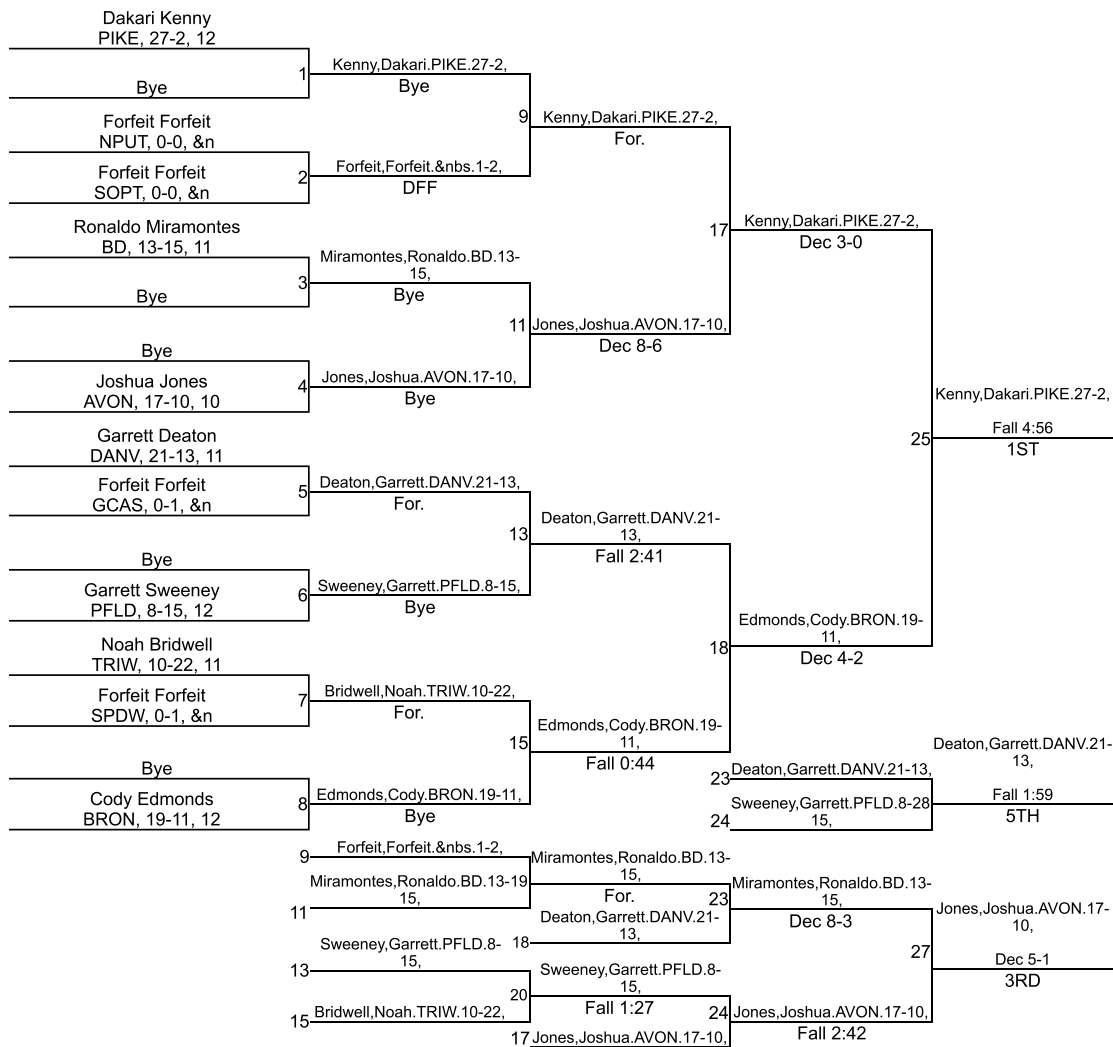 Dakari Kenny
PIKE, 27-2, 12
Bye
1
Kenny,Dakari.PIKE.27-2,
Bye
Forfeit Forfeit
NPUT, 0-0, &n
Forfeit Forfeit
SOPT, 0-0, &n
2
Forfeit,Forfeit.&nbs.1-2,
DFF
9
Kenny,Dakari.PIKE.27-2,
For.
Ronaldo Miramontes
BD, 13-15, 11
Bye
3
Miramontes,Ronaldo.BD.13-
15,
Bye
Bye
Joshua Jones
AVON, 17-10, 10
4
Jones,Joshua.AVON.17-10,
Bye
11
Jones,Joshua.AVON.17-10,
Dec 8-6
17
Kenny,Dakari.PIKE.27-2,
Dec 3-0
Garrett Deaton
DANV, 21-13, 11
Forfeit Forfeit
GCAS, 0-1, &n
5
Deaton,Garrett.DANV.21-13,
For.
Bye
Garrett Sweeney
PFLD, 8-15, 12
6
Sweeney,Garrett.PFLD.8-15,
Bye
13
Deaton,Garrett.DANV.21-
13,
Fall 2:41
Noah Bridwell
TRIW, 10-22, 11
Forfeit Forfeit
SPDW, 0-1, &n
7
Bridwell,Noah.TRIW.10-22,
For.
Bye
Cody Edmonds
BRON, 19-11, 12
8
Edmonds,Cody.BRON.19-11,
Bye
15
Edmonds,Cody.BRON.19-
11,
Fall 0:44
18
Edmonds,Cody.BRON.19-
11,
Dec 4-2
25
Kenny,Dakari.PIKE.27-2,
Fall 4:56
1ST
23
Deaton,Garrett.DANV.21-13,
24
Sweeney,Garrett.PFLD.8-28
15,
Deaton,Garrett.DANV.21-
13,
Fall 1:59
5TH
9
Forfeit,Forfeit.&nbs.1-2,
11
Miramontes,Ronaldo.BD.13-19
15,
Miramontes,Ronaldo.BD.13-
15,
For.
18
Deaton,Garrett.DANV.21-
13,
23
Miramontes,Ronaldo.BD.13-
15,
Dec 8-3
13
Sweeney,Garrett.PFLD.8-
15,
15
Bridwell,Noah.TRIW.10-22,
20
Sweeney,Garrett.PFLD.8-
15,
Fall 1:27
17
Jones,Joshua.AVON.17-10,
24
Jones,Joshua.AVON.17-10,
Fall 2:42
27
Jones,Joshua.AVON.17-
10,
Dec 5-1
3RD